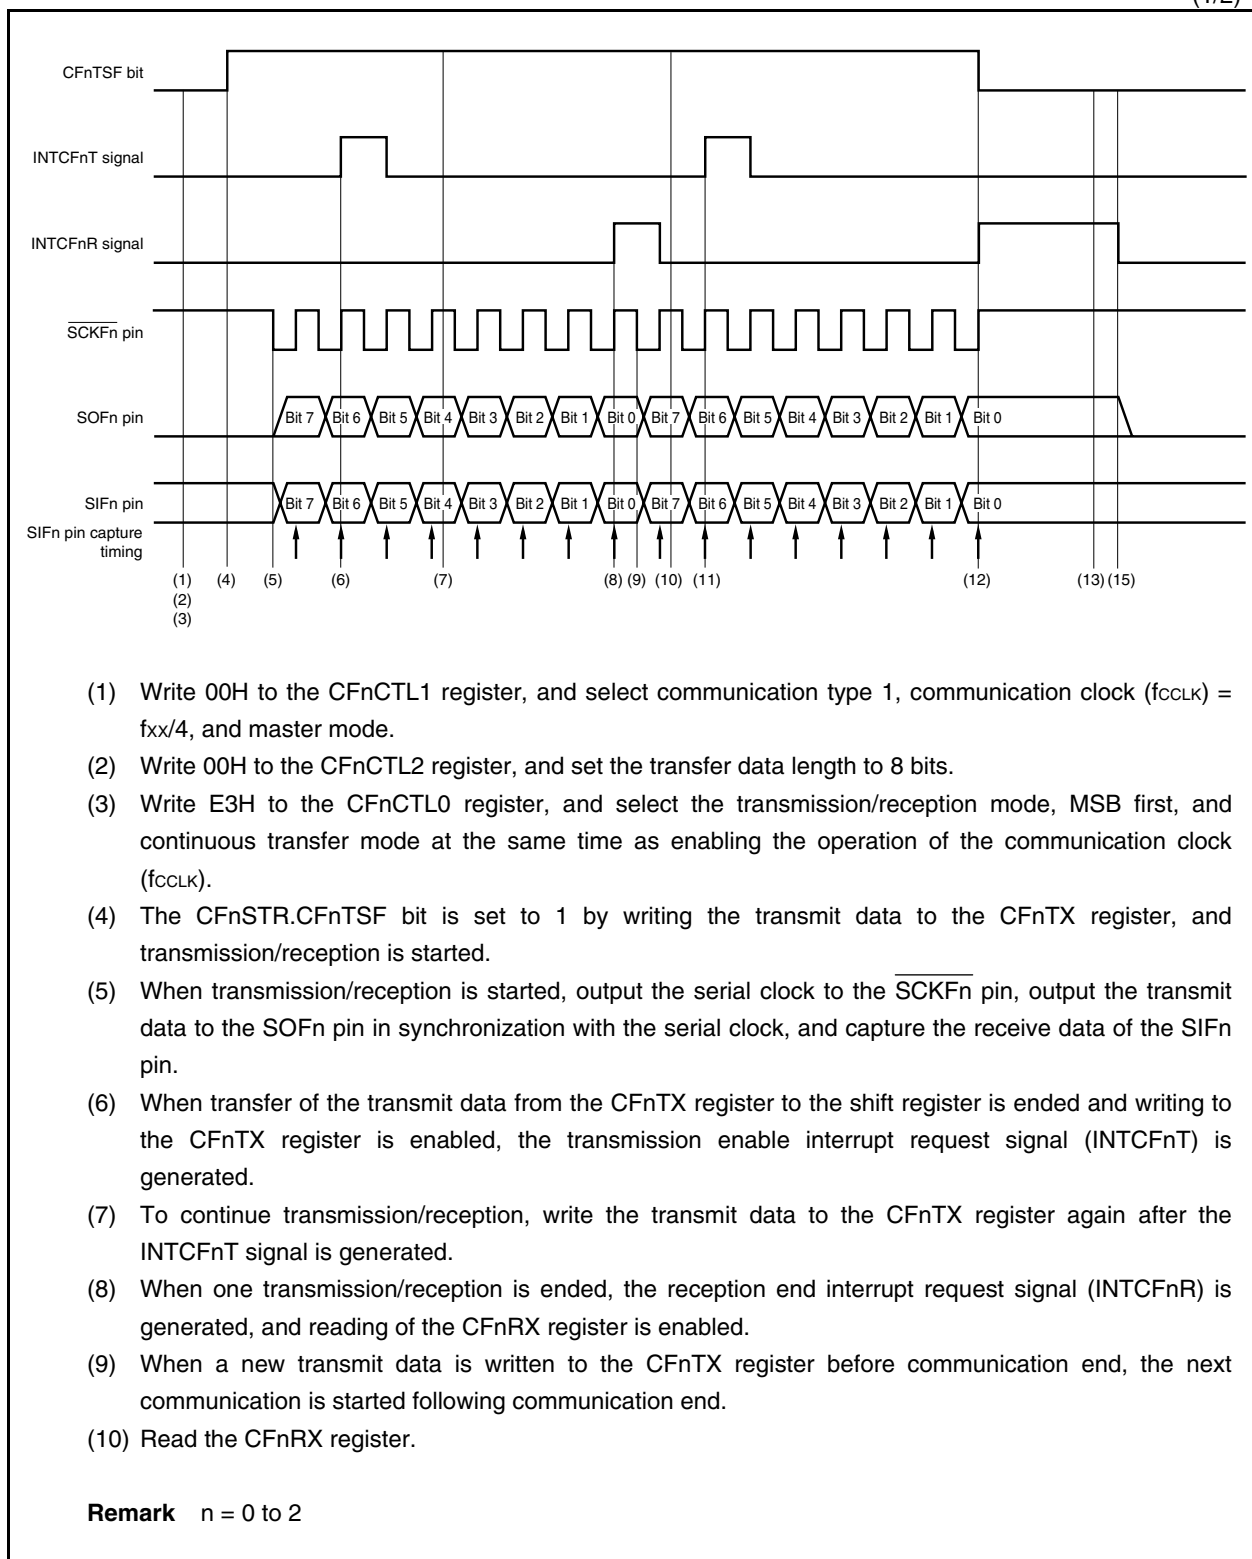 (1/2)
CFnTSF bit
INTCFnT signal
INTCFnR signal
SCKFn pin
SOFn pin
Bit 7 Bit 6 Bit 5 Bit 4 Bit 3 Bit 2 Bit 1 Bit 0 Bit 7 Bit 6 Bit 5 Bit 4 Bit 3 Bit 2 Bit 1 Bit 0
SIFn pin
Bit 7 Bit 6 Bit 5 Bit 4 Bit 3 Bit 2 Bit 1 Bit 0 Bit 7 Bit 6 Bit 5 Bit 4 Bit 3 Bit 2 Bit 1 Bit 0
SIFn pin capture
timing
(1) (4) (5) (6) (7) (8) (9) (10) (11) (12) (13) (15)
(2)
(3)
(1) Write 00H to the CFnCTL1 register, and select communication type 1, communication clock (fCCLK) =
fXX/4, and master mode.
(2) Write 00H to the CFnCTL2 register, and set the transfer data length to 8 bits.
(3) Write E3H to the CFnCTL0 register, and select the transmission/reception mode, MSB first, and
continuous transfer mode at the same time as enabling the operation of the communication clock
(fCCLK).
(4) The CFnSTR.CFnTSF bit is set to 1 by writing the transmit data to the CFnTX register, and
transmission/reception is started.
(5) When transmission/reception is started, output the serial clock to the SCKFn pin, output the transmit
data to the SOFn pin in synchronization with the serial clock, and capture the receive data of the SIFn
pin.
(6) When transfer of the transmit data from the CFnTX register to the shift register is ended and writing to
the CFnTX register is enabled, the transmission enable interrupt request signal (INTCFnT) is
generated.
(7) To continue transmission/reception, write the transmit data to the CFnTX register again after the
INTCFnT signal is generated.
(8) When one transmission/reception is ended, the reception end interrupt request signal (INTCFnR) is
generated, and reading of the CFnRX register is enabled.
(9) When a new transmit data is written to the CFnTX register before communication end, the next
communication is started following communication end.
(10) Read the CFnRX register.
Remark n = 0 to 2